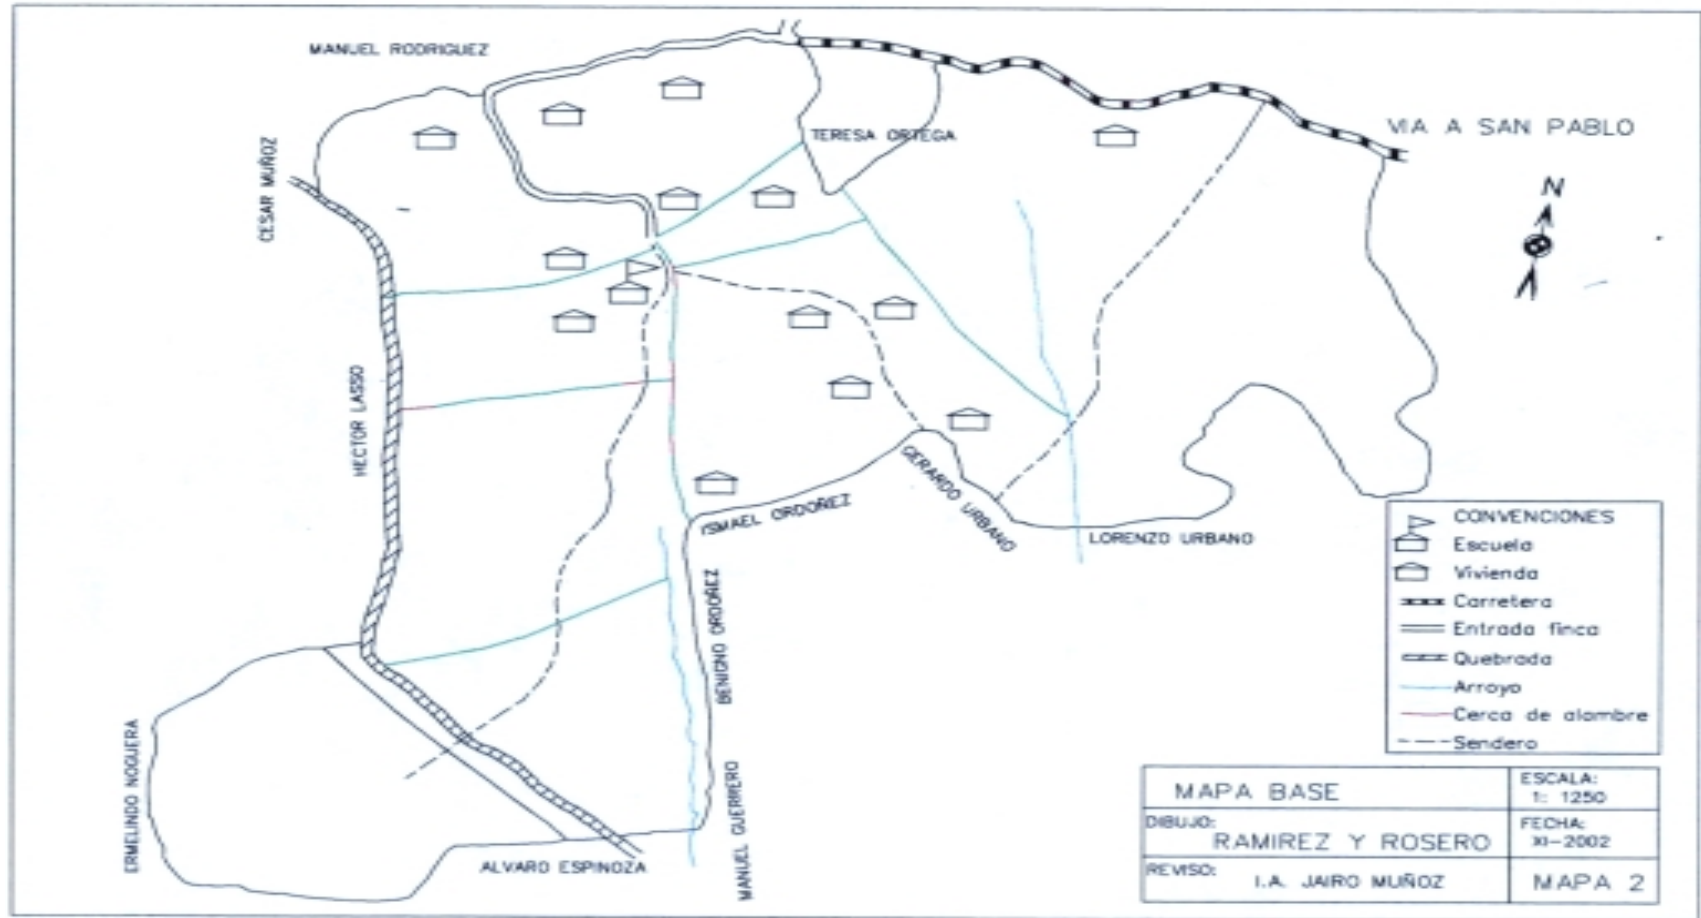 MANUEL RODRIGUEZ
TERESA ORTEGA
VIA A SAN PABLO
CESAR MUÑOZ
N
HECTOR LASSO
GERARDO URBANO
ISMAEL ORDOÑEZ
LORENZO URBANO
BENIGNO ORDOÑEZ
ERMELINDO NOGUERA
MANUEL GUERRERO
ALVARO ESPINOZA
CONVENCIONES
Escuela
Vivienda
Carretera
Entrada finca
Quebrada
Arroyo
Cerca de alambre
Sendero
MAPA BASE
ESCALA:
1: 1250
DIBUJO:
RAMIREZ Y ROSERO
FECHA:
XI-2002
REVISO:
I.A. JAIRO MUÑOZ
MAPA 2